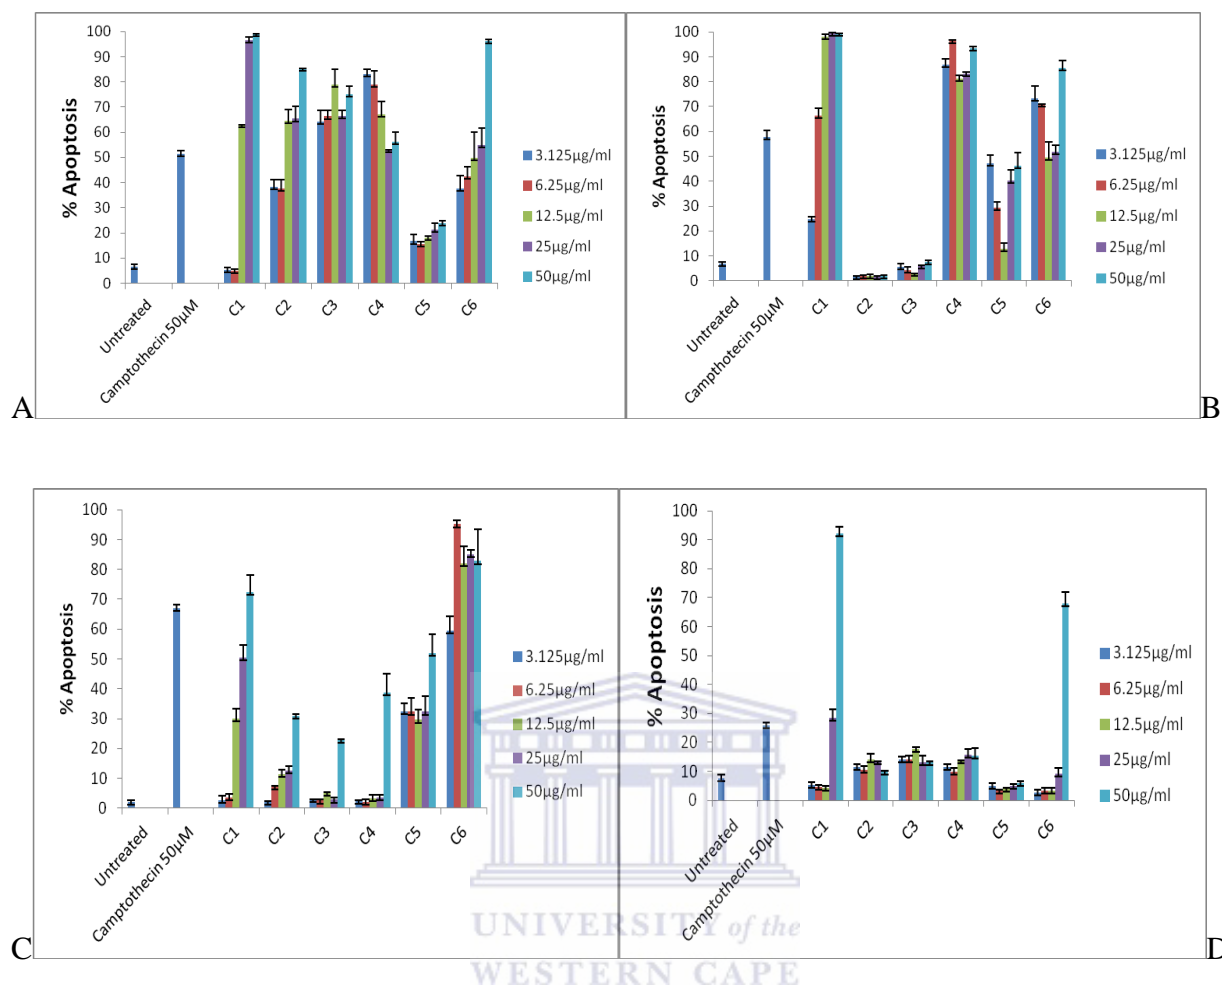 100
90
80
70
60
50
40
30
20
10
0
% Apoptosis
Untreated
Camptothecin 50µM
C1
C2
C3
C4
C5
C6
3.125µg/ml
6.25µg/ml
12.5µg/ml
25µg/ml
50µg/ml
A
100
90
80
70
60
50
40
30
20
10
0
% Apoptosis
Untreated
Campthotecin 50µM
C1
C2
C3
C4
C5
C6
3.125µg/ml
6.25µg/ml
12.5µg/ml
25µg/ml
50µg/ml
B
100
90
80
70
60
50
40
30
20
10
0
% Apoptosis
Untreated
Camptothecin 50µM
C1
C2
C3
C4
C5
C6
3.125µg/ml
6.25µg/ml
12.5µg/ml
25µg/ml
50µg/ml
C
100
90
80
70
60
50
40
30
20
10
0
% Apoptosis
Untreated
Camptothecin 50µM
C1
C2
C3
C4
C5
C6
3.125µg/ml
6.25µg/ml
12.5µg/ml
25µg/ml
50µg/ml
D
UNIVERSITY of the
WESTERN CAPE